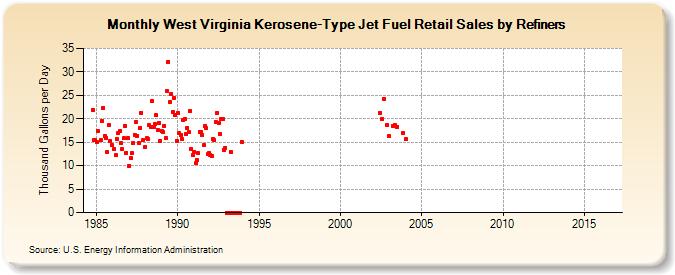 Monthly West Virginia Kerosene-Type Jet Fuel Retail Sales by Refiners
Thousand Gallons per Day
35
30
25
20
15
10
5
0
1985 1990 1995 2000 2005 2010 2015
Source: U.S. Energy Information Administration